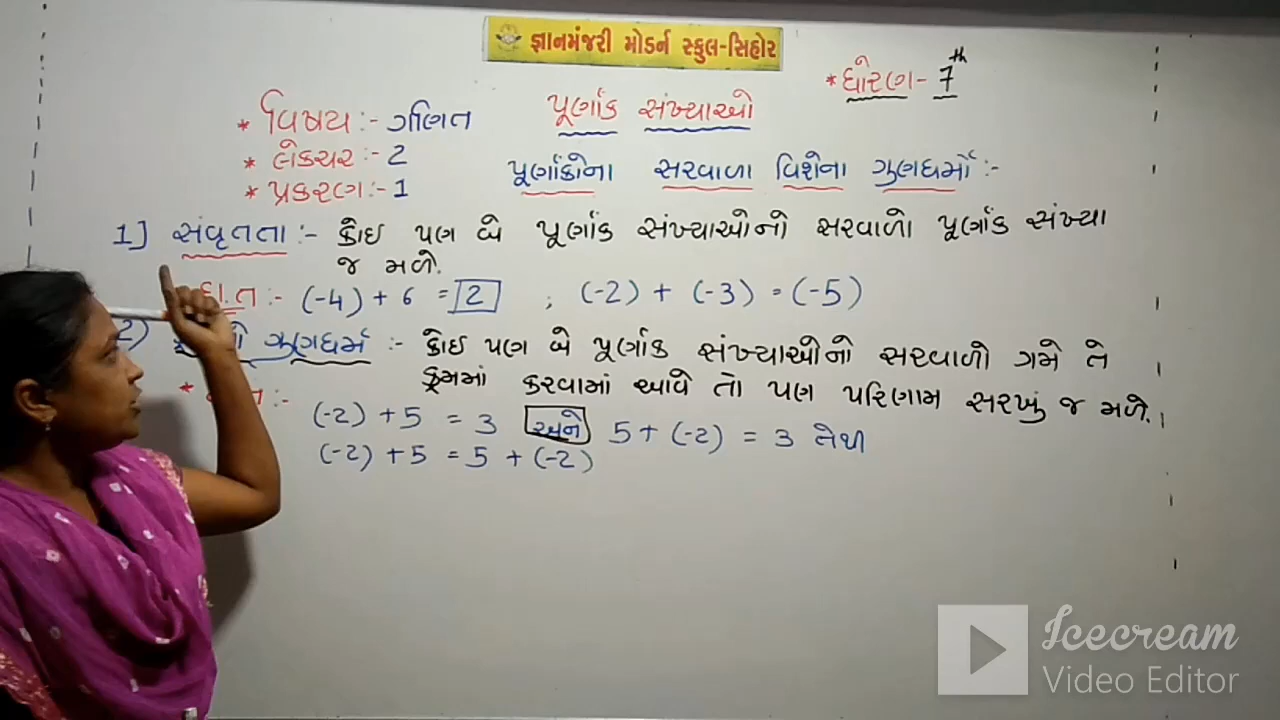 જ્ઞાનમંજરી મોડર્ન સ્કુલ-સિહોર
* ધોરણ - 7th
* વિષય :- ગણિત
પૂર્ણાંક સંખ્યાઓ
* લેકચર :- 2
* પ્રકરણ :- 1
પૂર્ણાંકોના સરવાળા વિશેના ગુણધર્મો :-
1] સંવૃતતા :- કોઇ પણ બે પૂર્ણાંક સંખ્યાઓનો સરવાળો પૂર્ણાંક સંખ્યા
જ મળે.
દા.ત :- (-4) + 6 = 2 ; (-2) + (-3) = (-5)
2) ગુણધર્મ :- કોઇ પણ બે પૂર્ણાંક સંખ્યાઓનો સરવાળો ગમે તે
ક્રમમાં કરવામાં આવે તો પણ પરિણામ સરખું જ મળે.
* :-
(-2) + 5 = 3 અને 5 + (-2) = 3 તેથી
(-2) + 5 = 5 + (-2)
Icecream
Video Editor